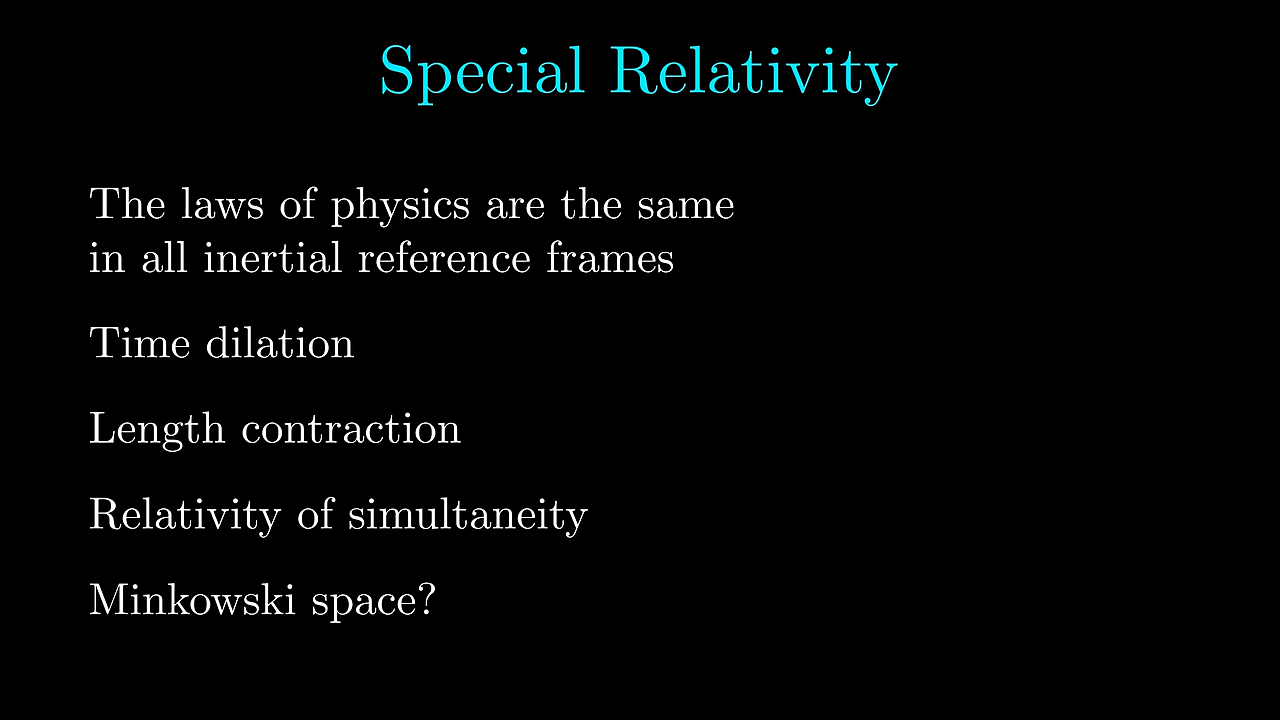 Special Relativity
The laws of physics are the same
in all inertial reference frames
Time dilation
Length contraction
Relativity of simultaneity
Minkowski space?